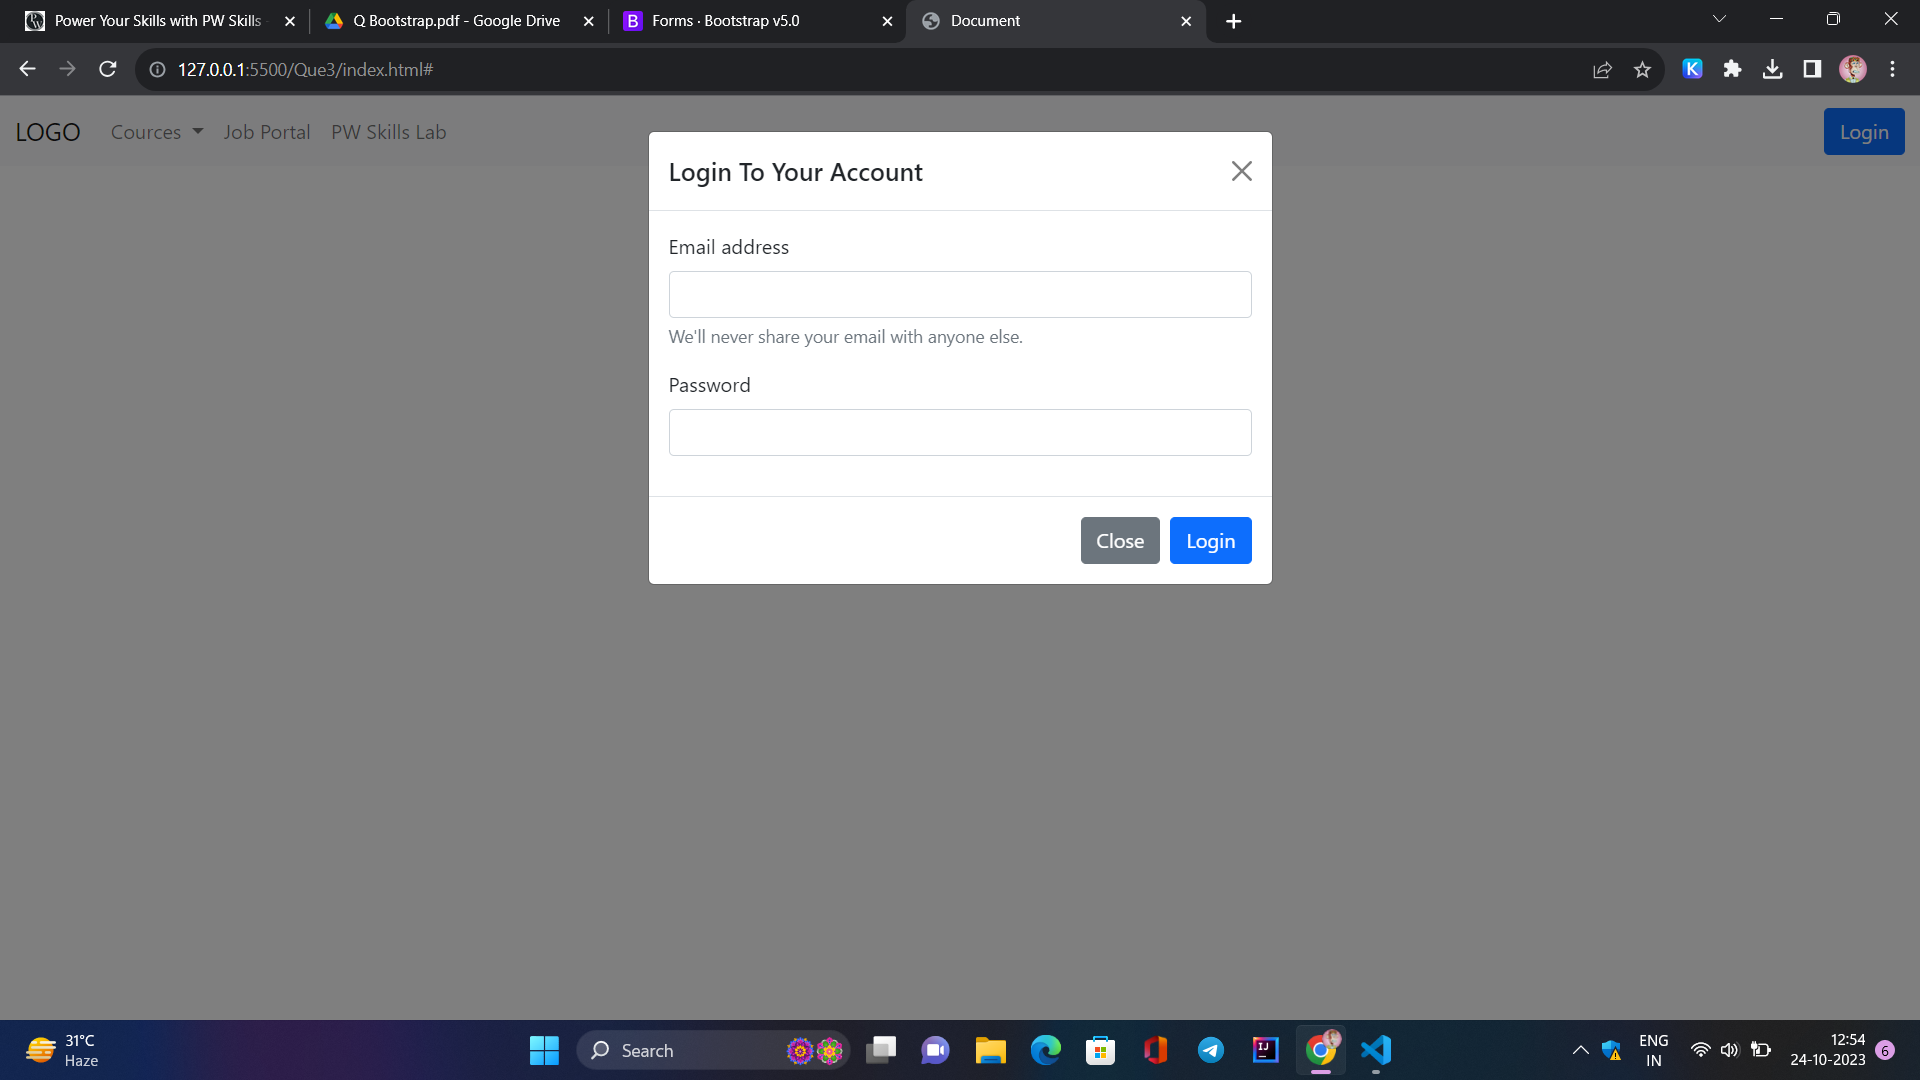 Power Your Skills with PW Skills
Q Bootstrap.pdf - Google Drive
B
Forms · Bootstrap v5.0
Document
127.0.0.1:5500/Que3/index.html#
K
LOGO
Cources
Job Portal
PW Skills Lab
Login
Login To Your Account
Email address
We'll never share your email with anyone else.
Password
Close
Login
31°C
Haze
Search
IJ
ENG
IN
12:54
24-10-2023
6